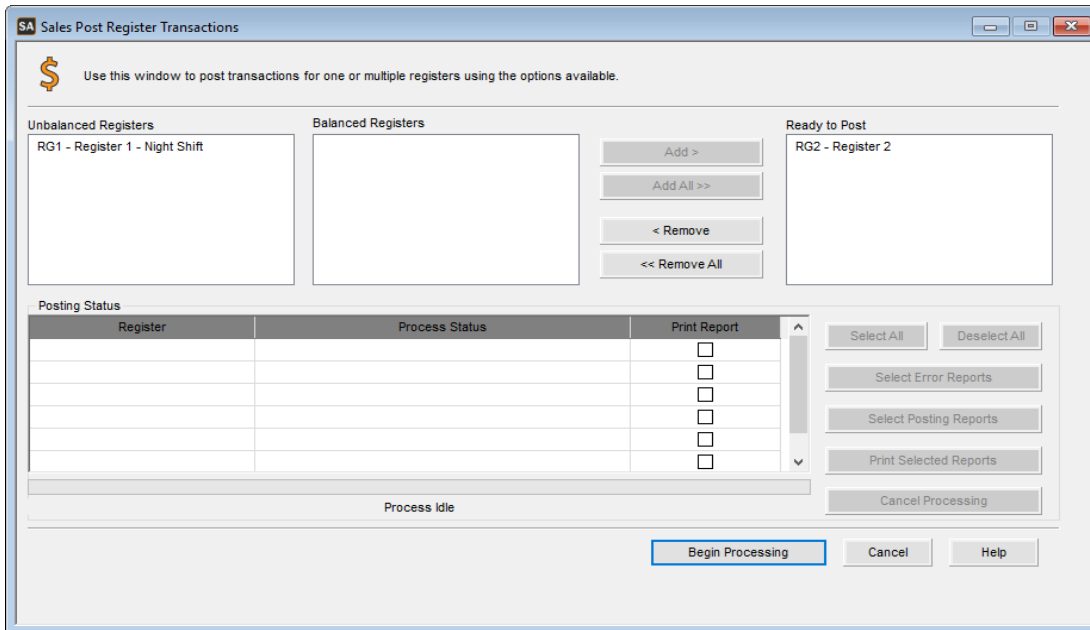 SA Sales Post Register Transactions
$ Use this window to post transactions for one or multiple registers using the options available.
Unbalanced Registers
RG1 - Register 1 - Night Shift
Balanced Registers
Add >
Add All >>
< Remove
<< Remove All
Ready to Post
RG2 - Register 2
Posting Status
Register Process Status Print Report
Select All Deselect All
Select Error Reports
Select Posting Reports
Print Selected Reports
Cancel Processing
Process Idle
Begin Processing Cancel Help